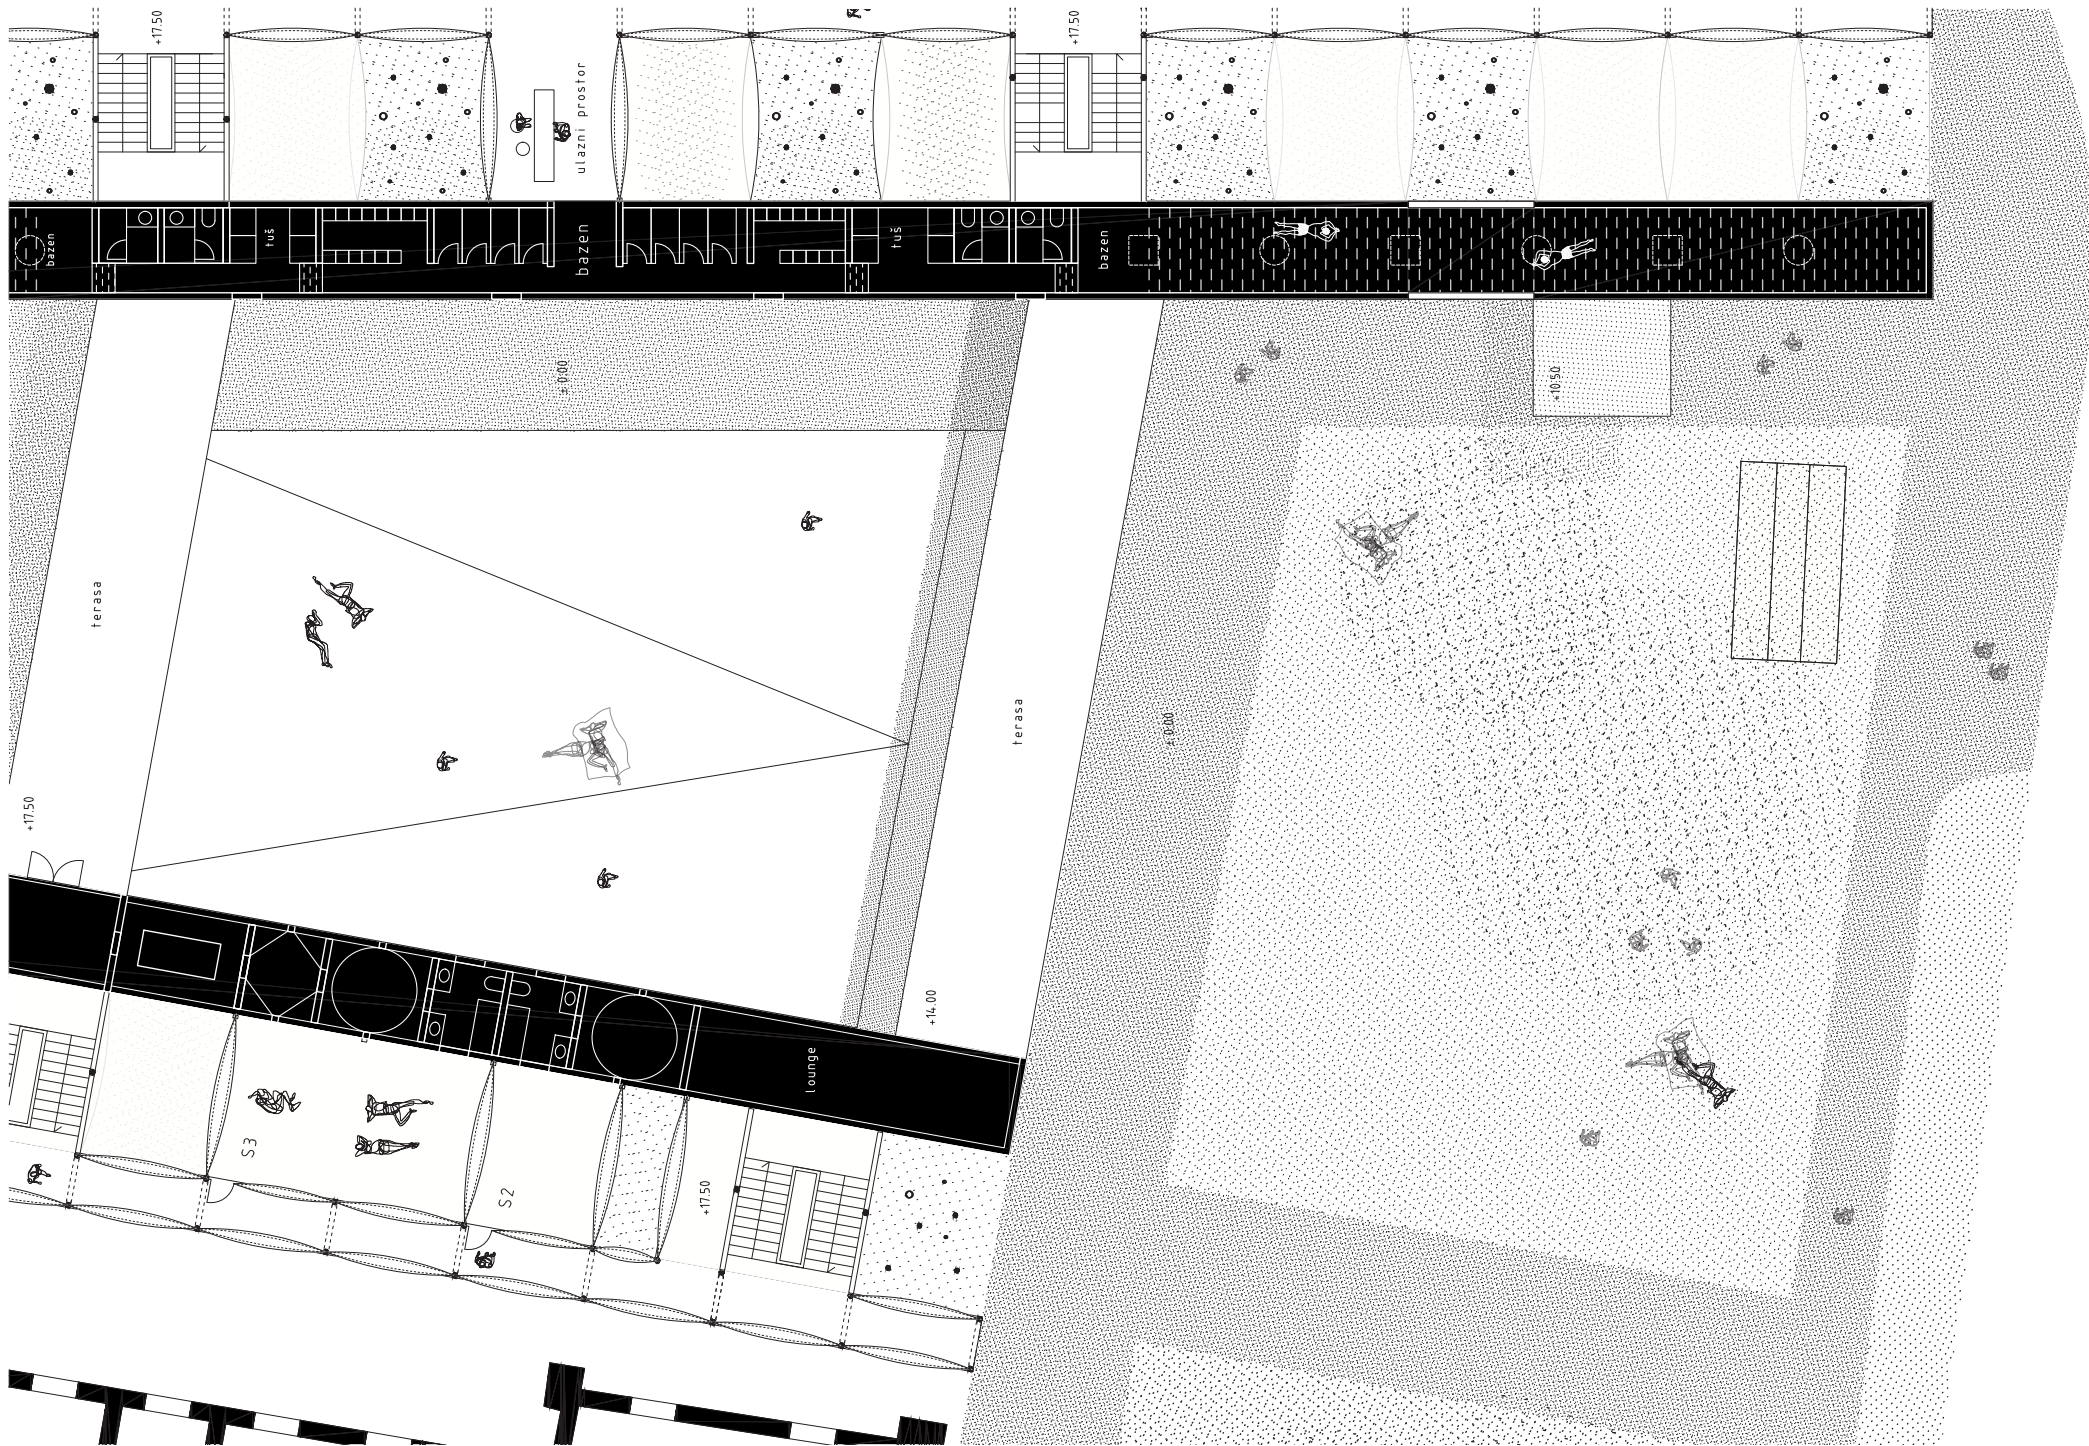 +17.50
+17.50
ulazni prostor
bazen
tuš
bazen
tuš
bazen
± 0.00
+10.50
terasa
terasa
± 0.00
+17.50
+14.00
lounge
S3
S2
+17.50